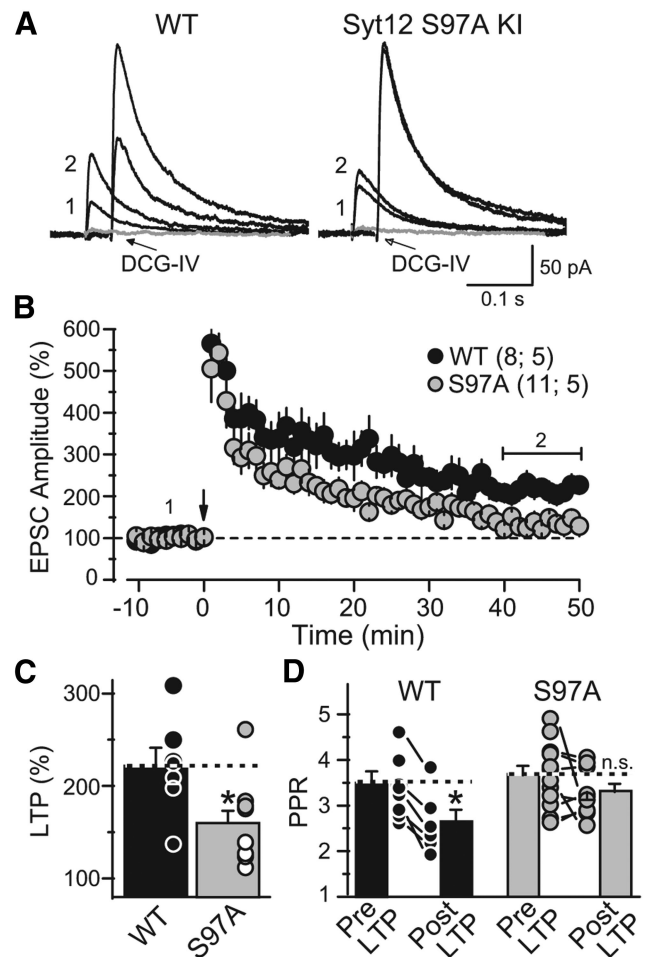 A
WT
Syt12 S97A KI
2
1
2
1
DCG-IV
DCG-IV
50 pA
0.1 s
B
600
500
400
300
200
100
0
EPSC Amplitude (%)
WT (8; 5)
S97A (11; 5)
1
2
-10
0
10
20
30
40
50
Time (min)
C
300
200
100
LTP (%)
*
WT
S97A
D
WT
S97A
5
4
3
2
1
PPR
*
n.s.
Pre
LTP
Post
LTP
Pre
LTP
Post
LTP